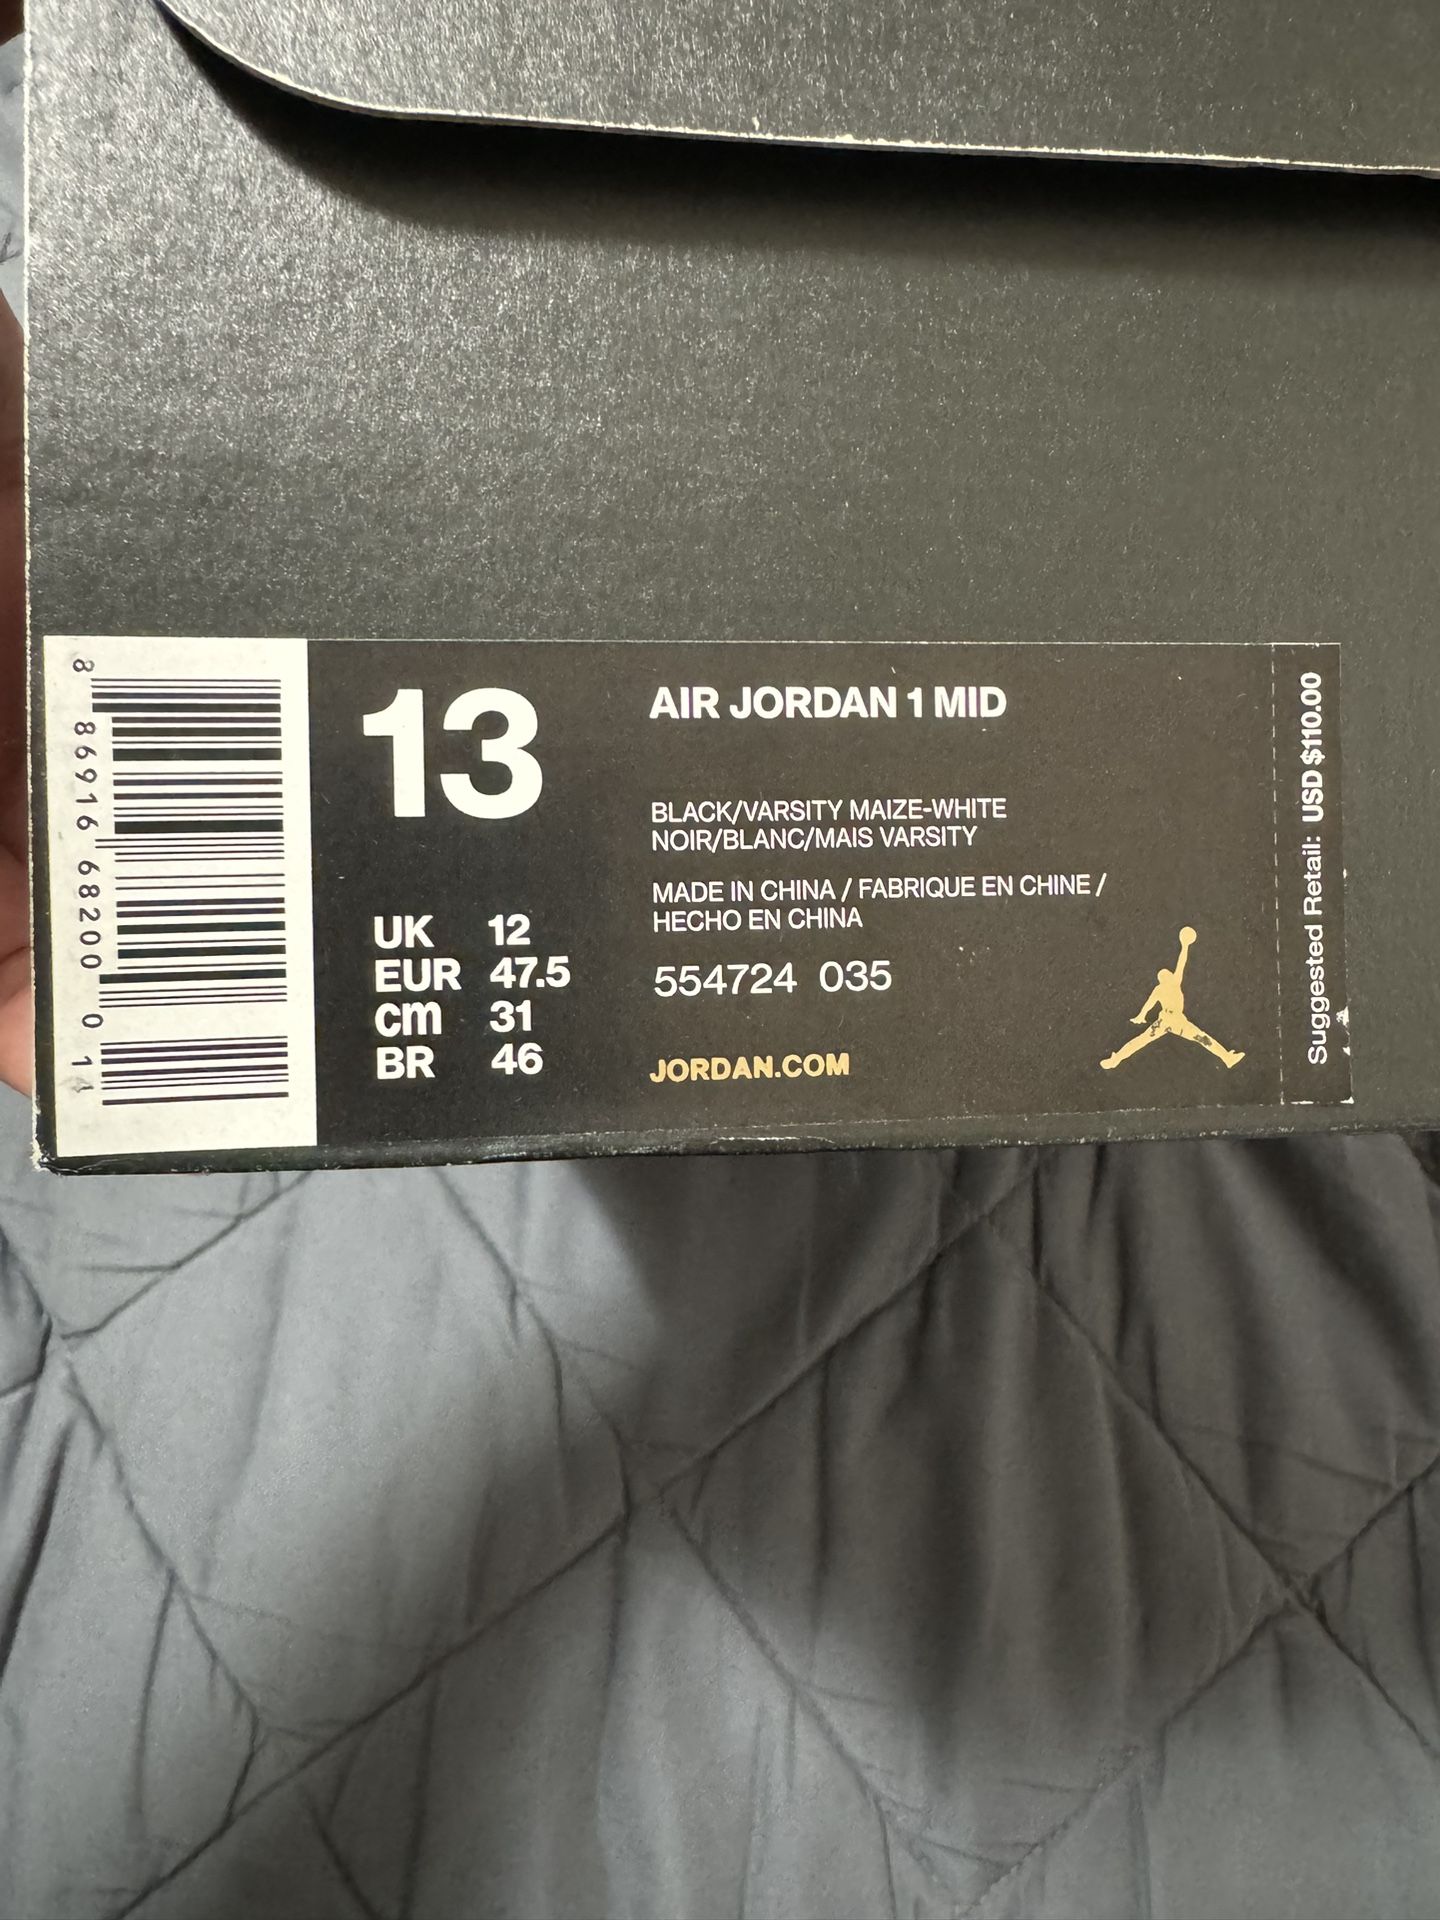 8 86916 68200 0 14
13
UK 12
EUR 47.5
cm 31
BR 46
AIR JORDAN 1 MID
BLACK/VARSITY MAIZE-WHITE
NOIR/BLANC/MAIS VARSITY
MADE IN CHINA / FABRIQUE EN CHINE /
HECHO EN CHINA
554724 035
JORDAN.COM
Suggested Retail: USD $110.00